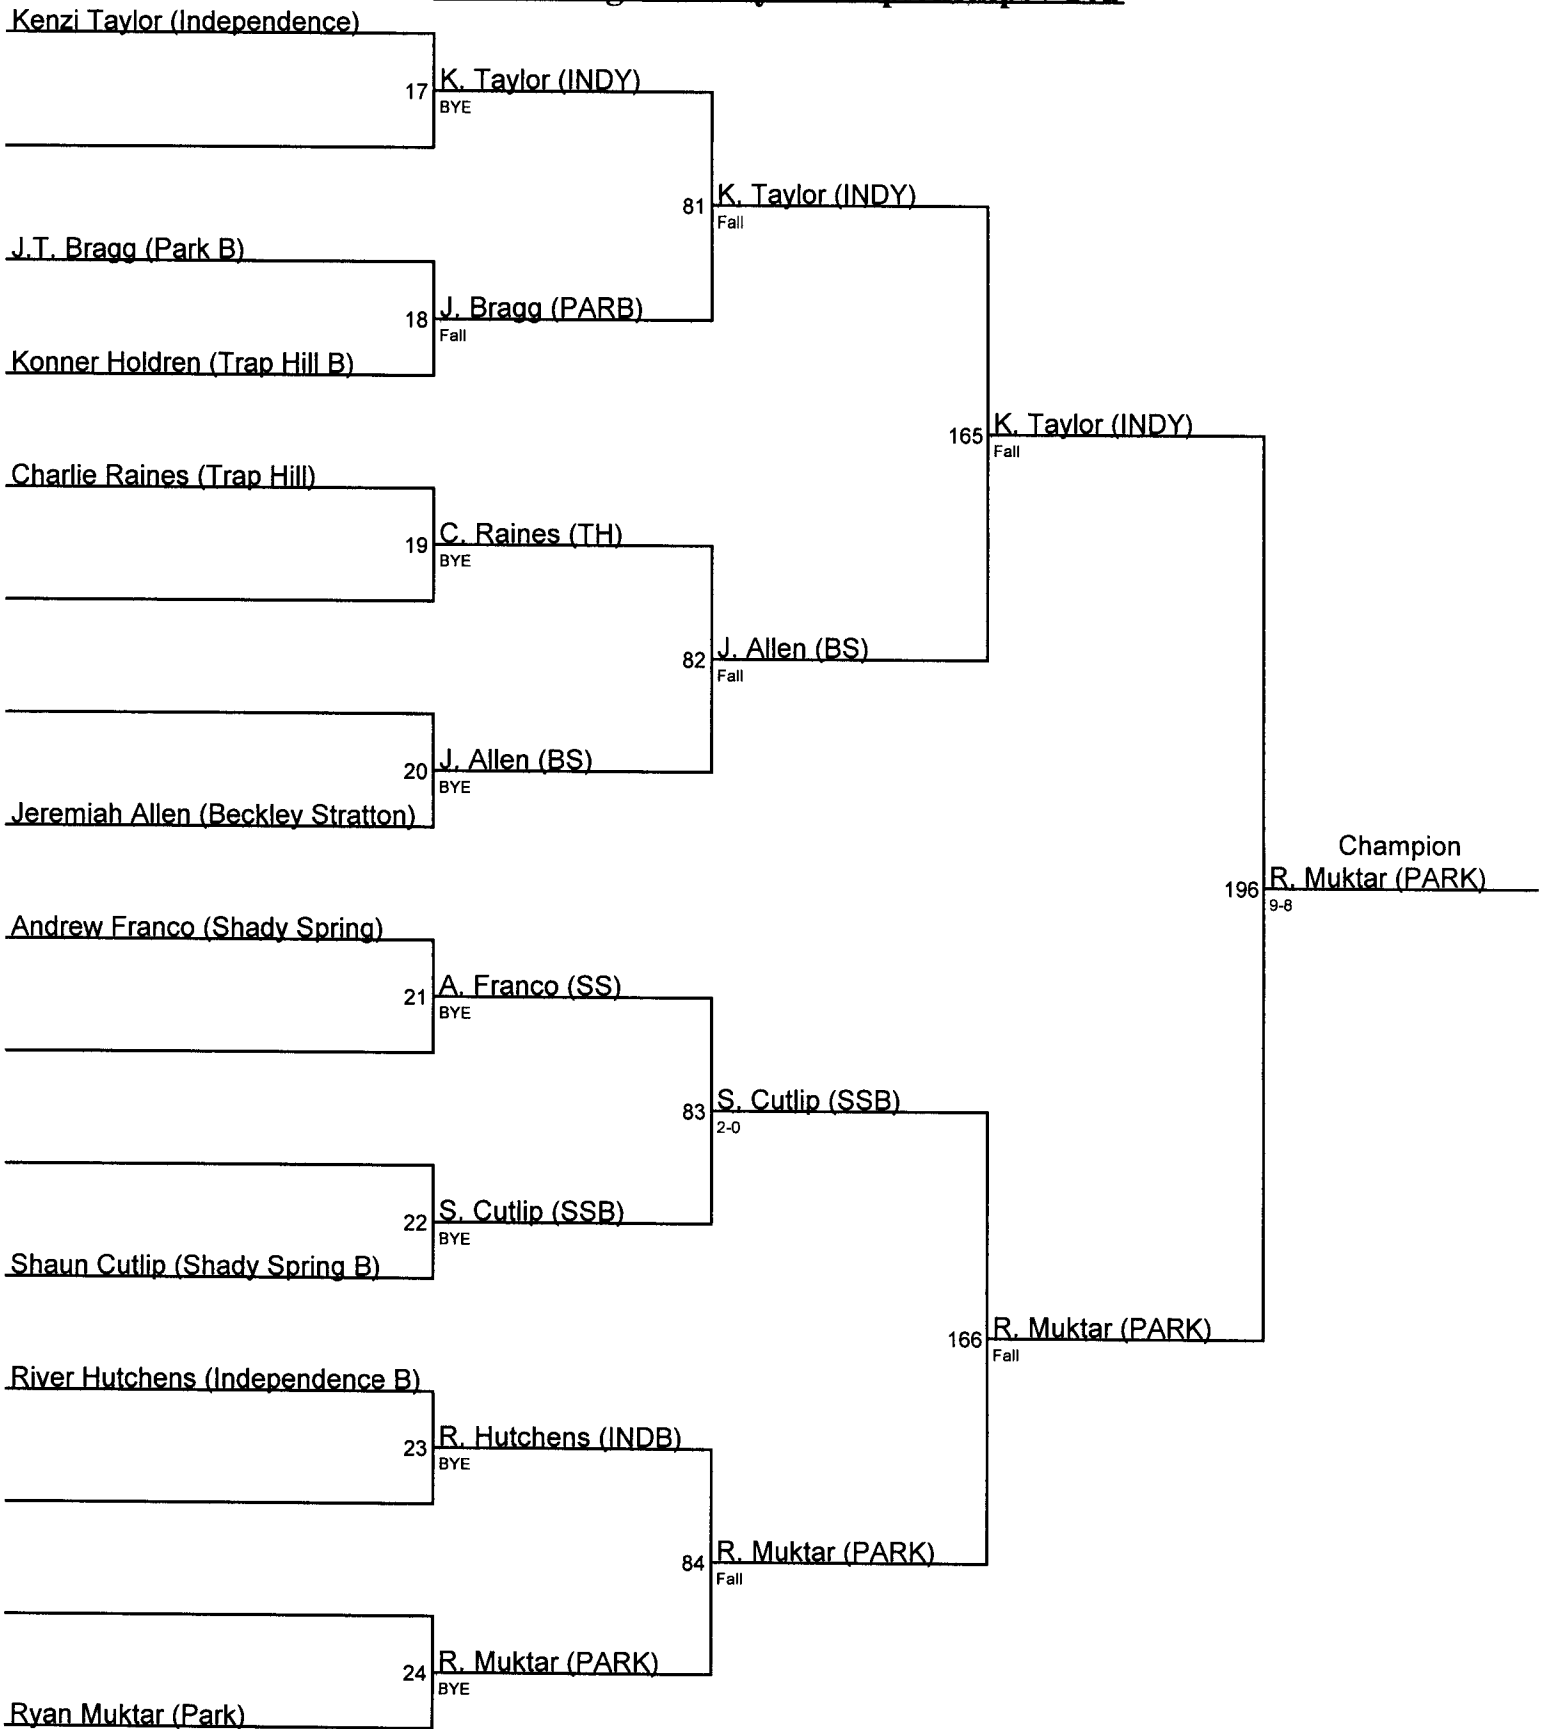 Kenzi Taylor (Independence)
17 K. Taylor (INDY)
BYE
81 K. Taylor (INDY)
Fall
J.T. Bragg (Park B)
18 J. Bragg (PARB)
Fall
Konner Holdren (Trap Hill B)
165 K. Taylor (INDY)
Fall
Charlie Raines (Trap Hill)
19 C. Raines (TH)
BYE
82 J. Allen (BS)
Fall
20 J. Allen (BS)
BYE
Jeremiah Allen (Beckley Stratton)
Champion
196 R. Muktar (PARK)
9-8
Andrew Franco (Shady Spring)
21 A. Franco (SS)
BYE
83 S. Cutlip (SSB)
2-0
22 S. Cutlip (SSB)
BYE
Shaun Cutlip (Shady Spring B)
166 R. Muktar (PARK)
Fall
River Hutchens (Independence B)
23 R. Hutchens (INDB)
BYE
84 R. Muktar (PARK)
Fall
24 R. Muktar (PARK)
BYE
Ryan Muktar (Park)